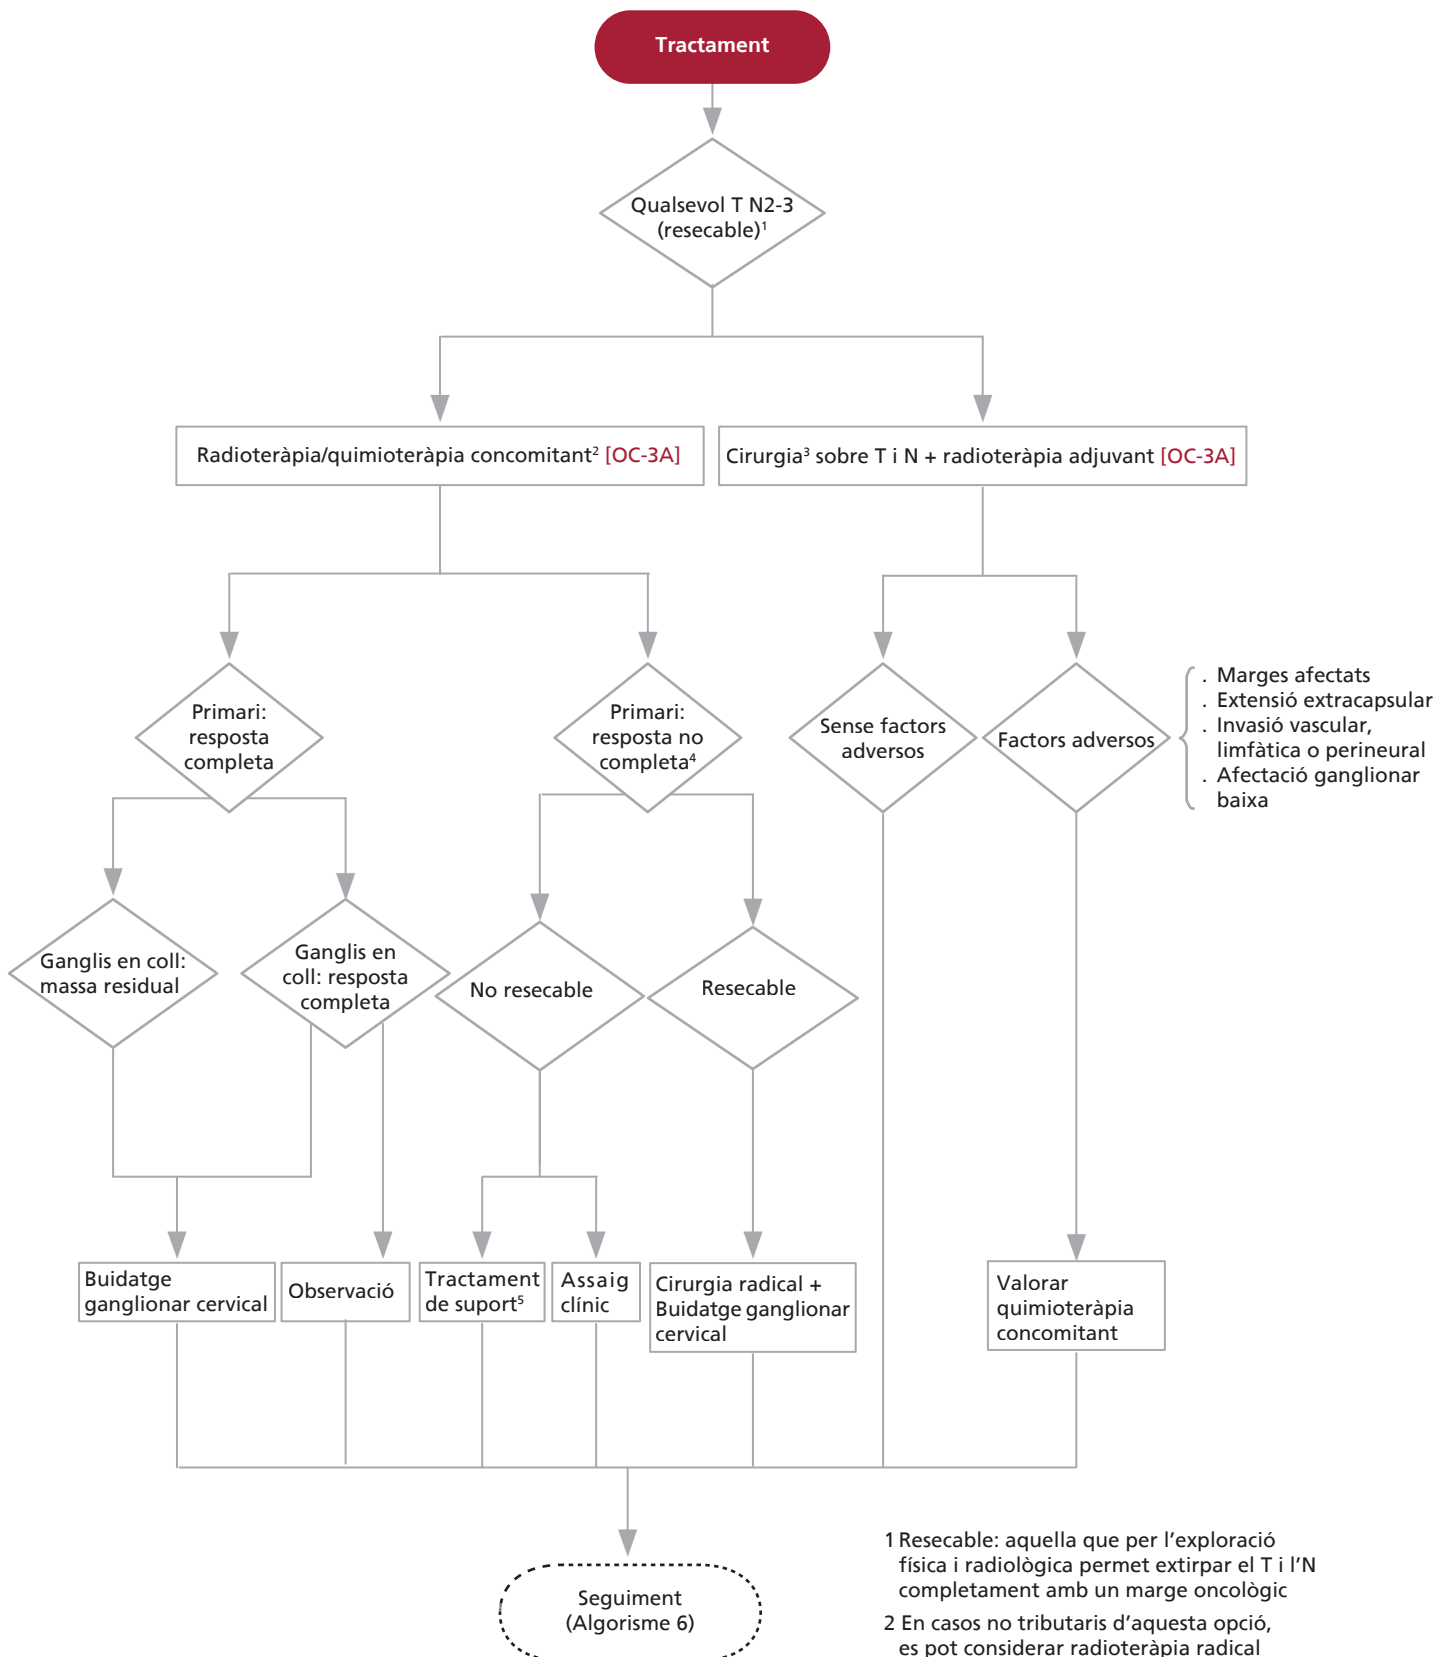 Tractament
Qualsevol T N2-3
(resecable)¹
Radioteràpia/quimioteràpia concomitant² [OC-3A]
Cirurgia³ sobre T i N + radioteràpia adjuvant [OC-3A]
Primari:
resposta
completa
Primari:
resposta no
completa⁴
Sense factors
adversos
Factors adversos
. Marges afectats
. Extensió extracapsular
. Invasió vascular,
limfàtica o perineural
. Afectació ganglionar
baixa
Ganglis en coll:
massa residual
Ganglis en
coll: resposta
completa
No resecable
Resecable
Buidatge
ganglionar cervical
Observació
Tractament
de suport⁵
Assaig
clínic
Cirurgia radical +
Buidatge ganglionar
cervical
Valorar
quimioteràpia
concomitant
Seguiment
(Algorisme 6)
1 Resecable: aquella que per l'exploració
física i radiològica permet extirpar el T i l'N
completament amb un marge oncològic
2 En casos no tributaris d'aquesta opció,
es pot considerar radioteràpia radical